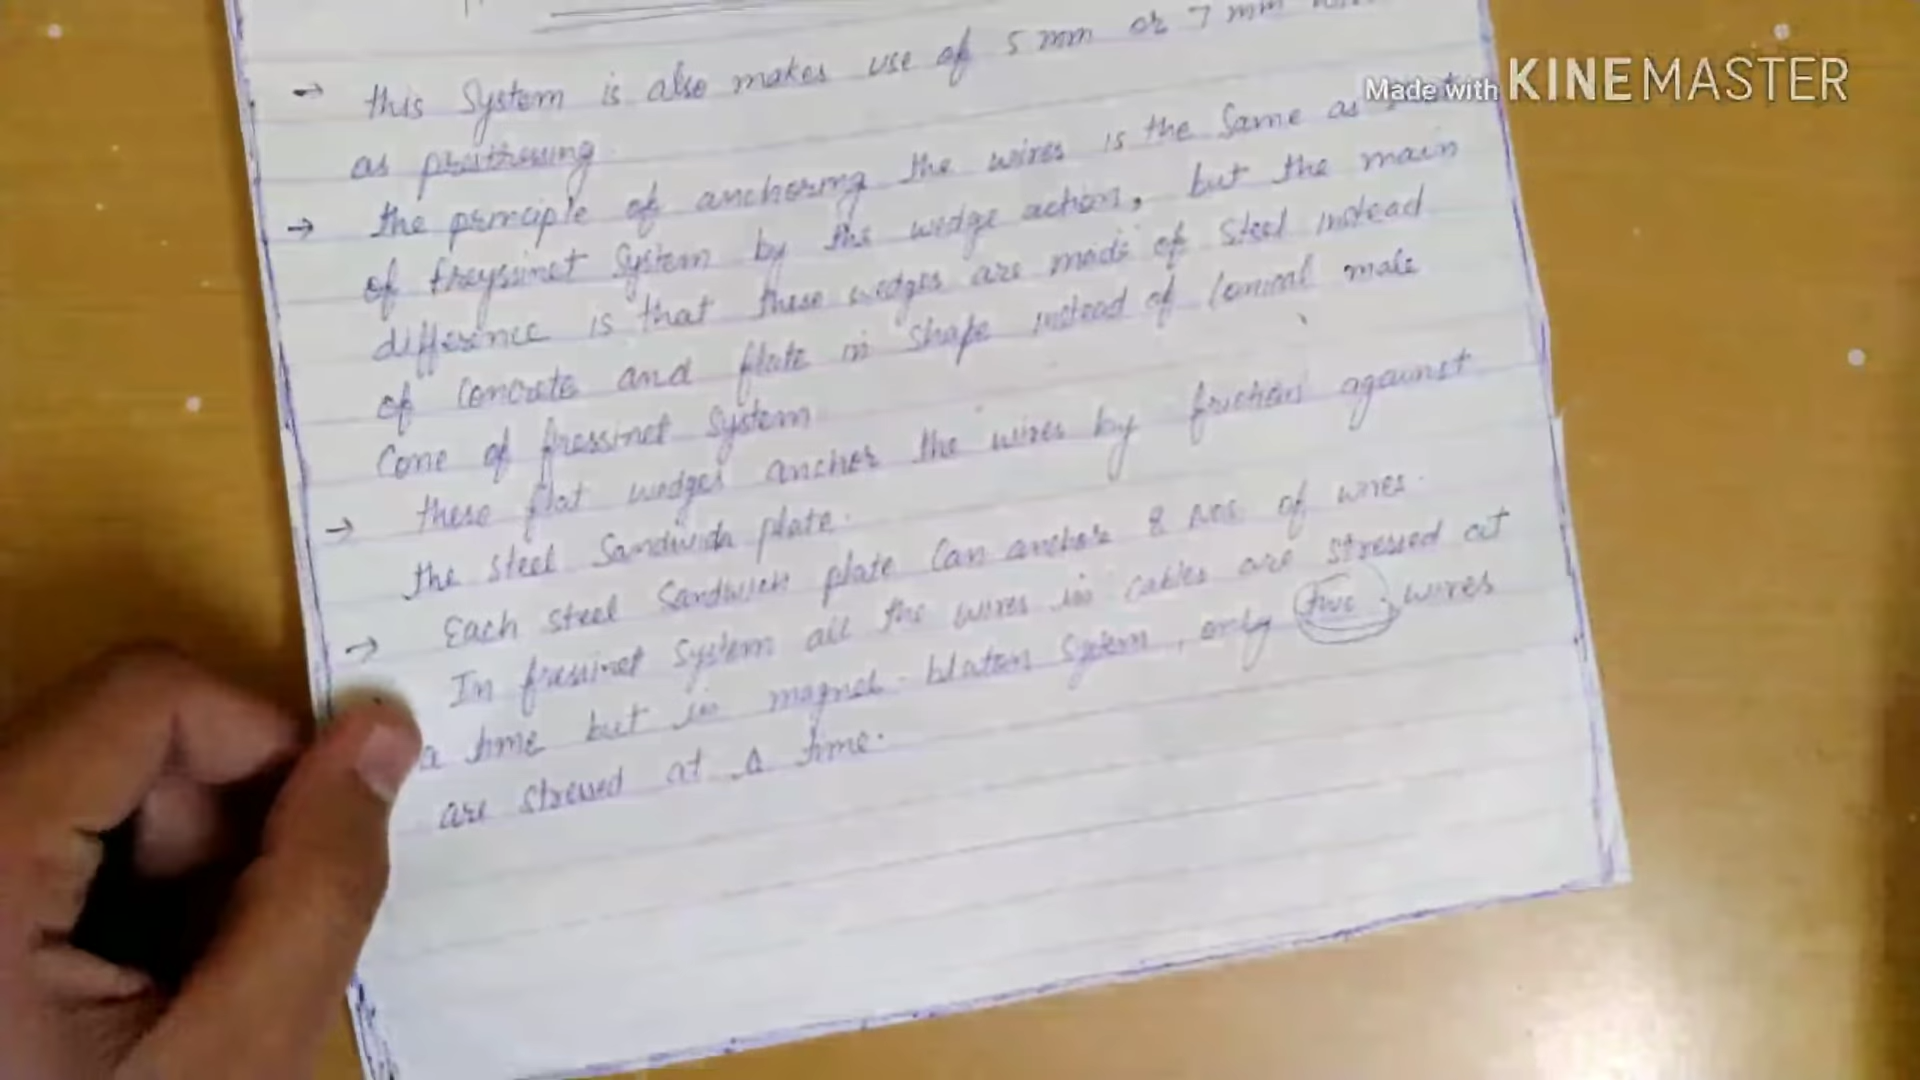 → this System is also makes use of 5 mm or 7 mm
as
→ the principle of anchoring the wires is the Same as
of freyssinet System by the wedge action, but the main
difference is that these wedges are made of steel instead
of Concrete and flate in shape instead of Conical male
Cone of fressinet System
→ these flat wedges ancher the wires by friction against
the steel Sandwida plate.
→ Each steel Sandwich plate Can anchor 8 nos of wires.
In fressinet System all the wires in cables are stressed at
a time but in magnel-blaton System, only two wires
are stressed at a time.
Made with KINEMASTER